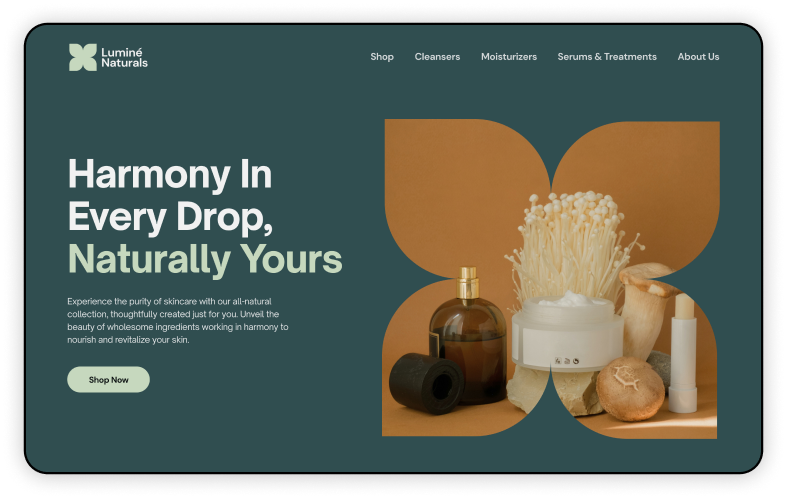 Luminé
Naturals
Shop
Cleansers
Moisturizers
Serums & Treatments
About Us
Harmony In
Every Drop,
Naturally Yours
Experience the purity of skincare with our all-natural
collection, thoughtfully created just for you. Unveil the
beauty of wholesome ingredients working in harmony to
nourish and revitalize your skin.
Shop Now